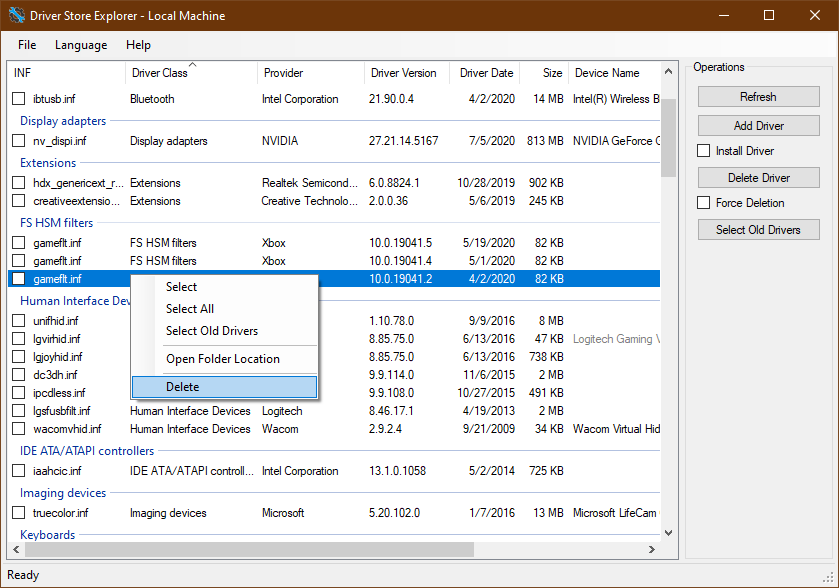 Driver Store Explorer - Local Machine
File Language Help
INF Driver Class Provider Driver Version Driver Date Size Device Name
ibtusb.inf Bluetooth Intel Corporation 21.90.0.4 4/2/2020 14 MB Intel(R) Wireless B
Display adapters
nv_dispi.inf Display adapters NVIDIA 27.21.14.5167 7/5/2020 813 MB NVIDIA GeForce G
Extensions
hdx_genericext_r... Extensions Realtek Semicond... 6.0.8824.1 10/28/2019 902 KB
creativeextensio... Extensions Creative Technolo... 2.0.0.36 5/6/2019 245 KB
FS HSM filters
gameflt.inf FS HSM filters Xbox 10.0.19041.5 5/19/2020 82 KB
gameflt.inf FS HSM filters Xbox 10.0.19041.4 5/1/2020 82 KB
gameflt.inf 10.0.19041.2 4/2/2020 82 KB
Human Interface Dev
unifhid.inf 1.10.78.0 9/9/2016 8 MB
lgvirhid.inf 8.85.75.0 6/13/2016 47 KB Logitech Gaming V
lgjoyhid.inf 8.85.75.0 6/13/2016 738 KB
dc3dh.inf 9.9.114.0 11/6/2015 2 MB
ipcdless.inf 9.9.108.0 10/27/2015 491 KB
lgsfusbfilt.inf Human Interface Devices Logitech 8.46.17.1 4/19/2013 2 MB
wacomvhid.inf Human Interface Devices Wacom 2.9.2.4 9/21/2009 34 KB Wacom Virtual Hid
IDE ATA/ATAPI controllers
iaahcic.inf IDE ATA/ATAPI controll... Intel Corporation 13.1.0.1058 5/2/2014 725 KB
Imaging devices
truecolor.inf Imaging devices Microsoft 5.20.102.0 1/7/2016 13 MB Microsoft LifeCam
Keyboards
Select
Select All
Select Old Drivers
Open Folder Location
Delete
Operations
Refresh
Add Driver
Install Driver
Delete Driver
Force Deletion
Select Old Drivers
Ready